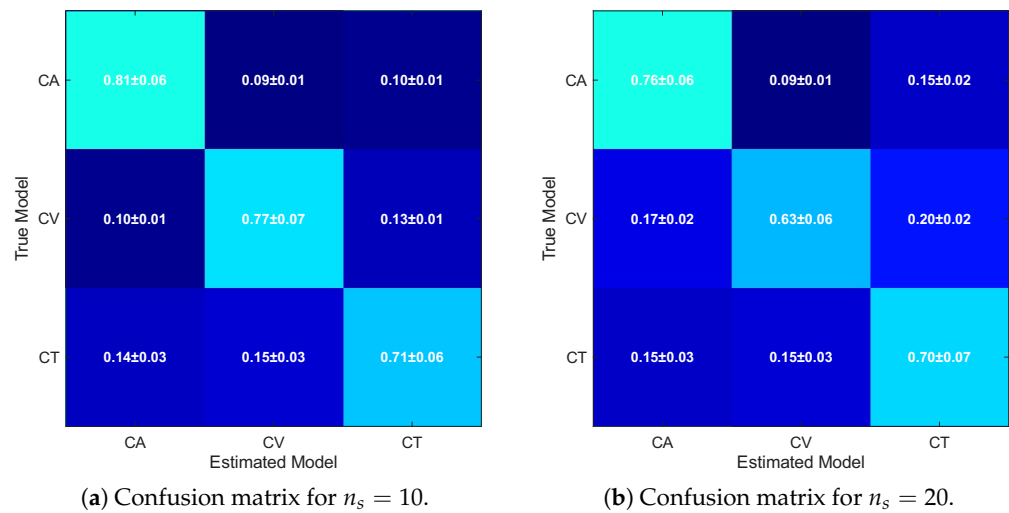 CA 0.81±0.06 0.09±0.01 0.10±0.01
CV 0.10±0.01 0.77±0.07 0.13±0.01
CT 0.14±0.03 0.15±0.03 0.71±0.06
True Model
CA CV CT
Estimated Model
(a) Confusion matrix for n_s = 10.
CA 0.76±0.06 0.09±0.01 0.15±0.02
CV 0.17±0.02 0.63±0.06 0.20±0.02
CT 0.15±0.03 0.15±0.03 0.70±0.07
True Model
CA CV CT
Estimated Model
(b) Confusion matrix for n_s = 20.